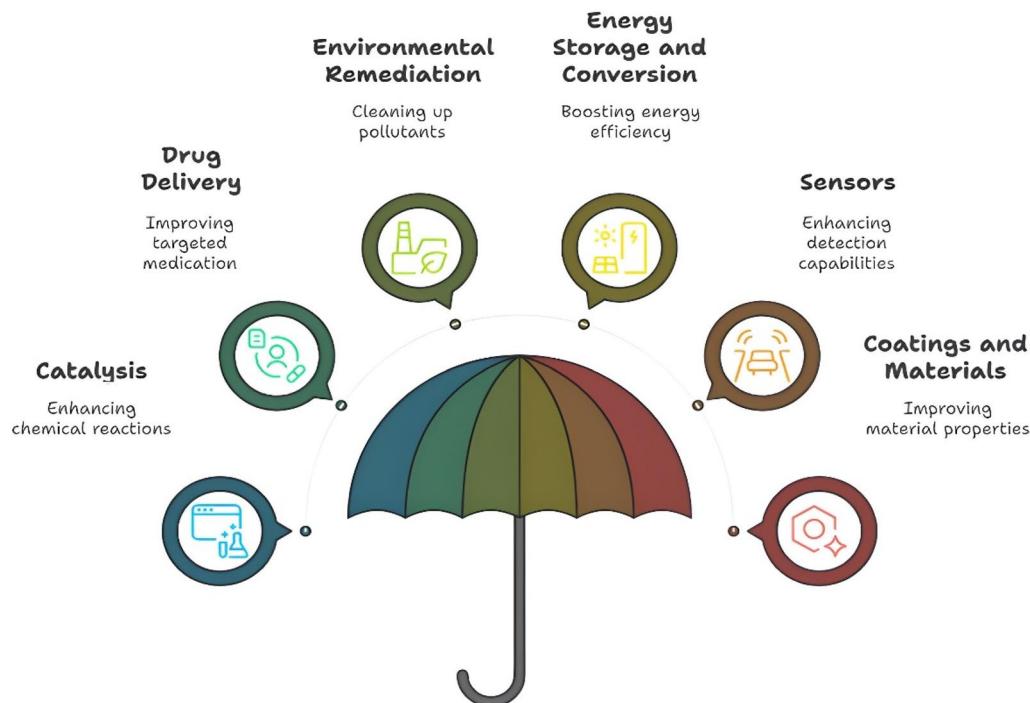 Catalysis
Enhancing
chemical reactions
Drug
Delivery
Improving
targeted
medication
Environmental
Remediation
Cleaning up
pollutants
Energy
Storage and
Conversion
Boosting energy
efficiency
Sensors
Enhancing
detection
capabilities
Coatings and
Materials
Improving
material properties